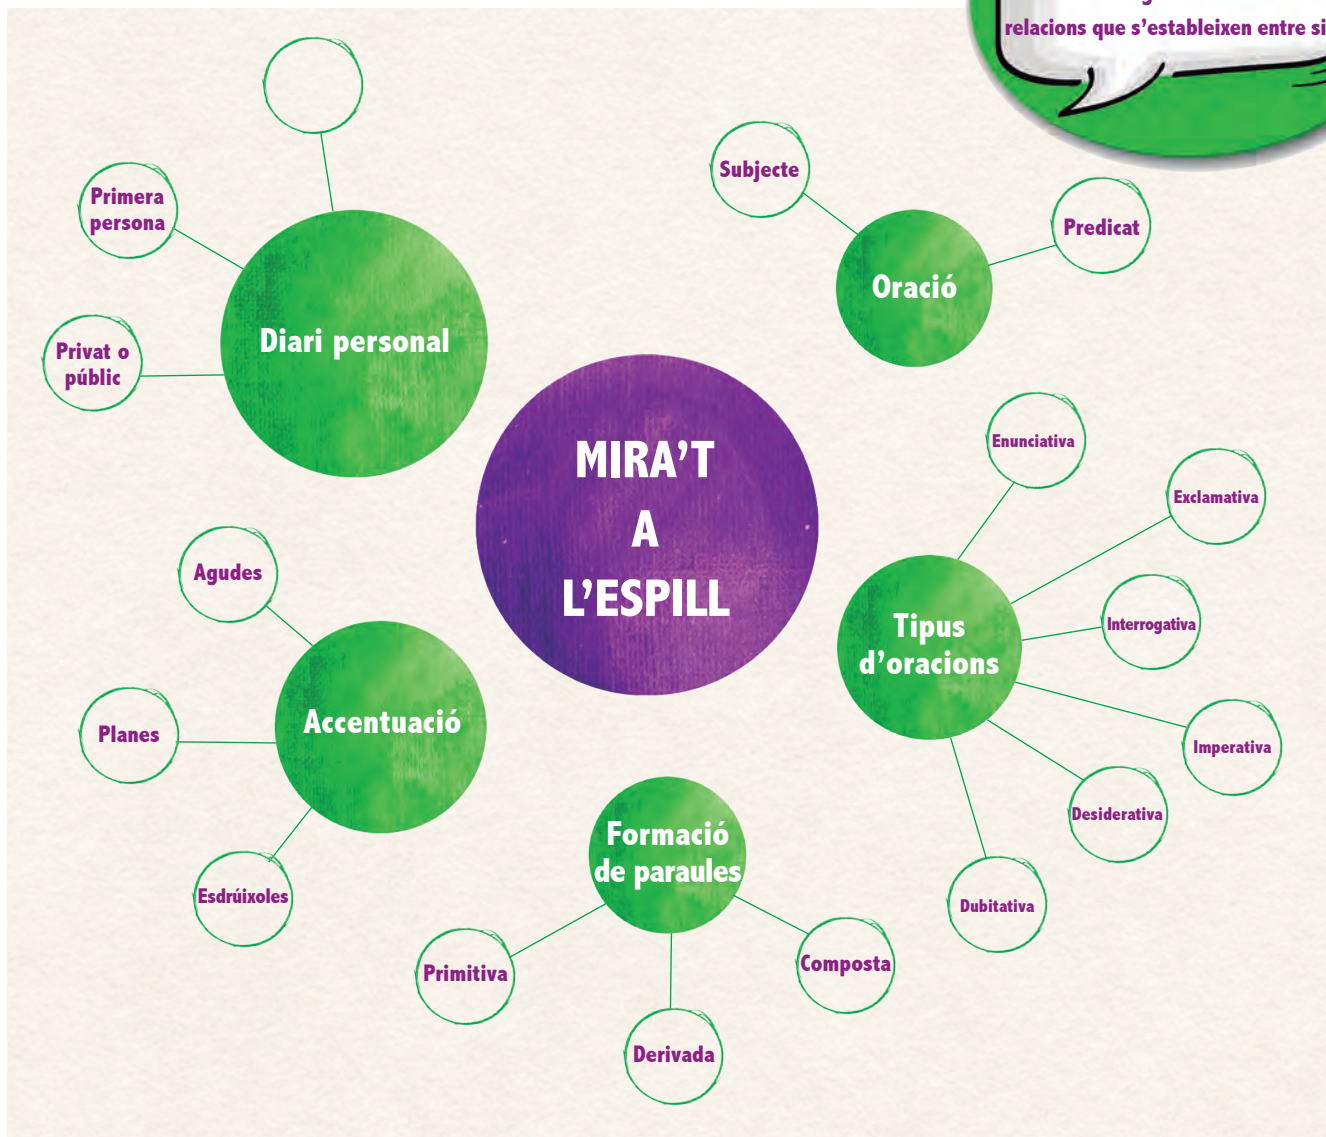 relacions que s'estableixen entre si
Subjecte
Predicat
Oració
Primera
persona
Privat o
públic
Diari personal
MIRA'T
A
L'ESPILL
Enunciativa
Exclamativa
Interrogativa
Imperativa
Desiderativa
Dubitativa
Tipus
d'oracions
Agudes
Planes
Esdrúixoles
Accentuació
Formació
de paraules
Primitiva
Derivada
Composta